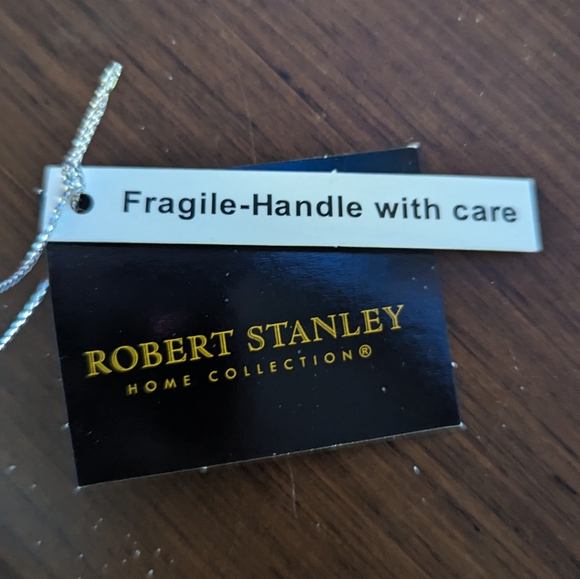 Fragile-Handle with care
ROBERT STANLEY
HOME COLLECTION®